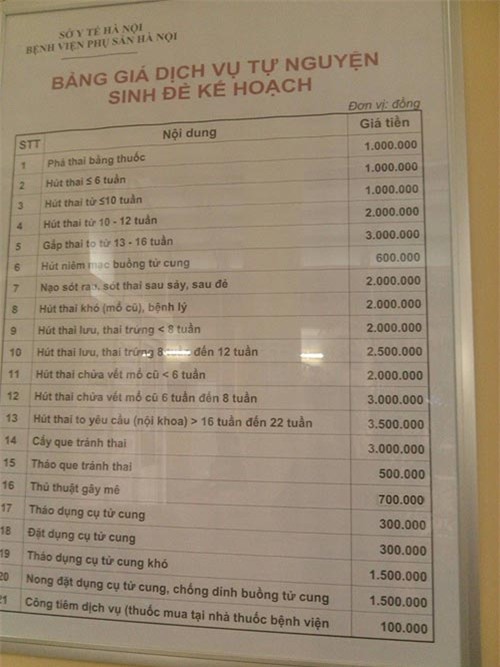 SỞ Y TẾ HÀ NỘI
BỆNH VIỆN PHỤ SẢN HÀ NỘI
BẢNG GIÁ DỊCH VỤ TỰ NGUYỆN
SINH ĐẺ KẾ HOẠCH
Đơn vị: đồng
STT Nội dung Giá tiền
1 Phá thai bằng thuốc 1.000.000
2 Hút thai ≤ 6 tuần 1.000.000
3 Hút thai từ ≤10 tuần 1.000.000
4 Hút thai từ 10 - 12 tuần 2.000.000
5 Gắp thai to từ 13 - 16 tuần 3.000.000
6 Hút niêm mạc buồng tử cung 600.000
7 Nạo sót rau, sót thai sau sảy, sau đẻ 2.000.000
8 Hút thai khó (mổ cũ), bệnh lý 2.000.000
9 Hút thai lưu, thai trứng < 8 tuần 2.000.000
10 Hút thai lưu, thai trứng 8 tuần đến 12 tuần 2.500.000
11 Hút thai chửa vết mổ cũ < 6 tuần 2.000.000
12 Hút thai chửa vết mổ cũ 6 tuần đến 8 tuần 3.000.000
13 Hút thai to yêu cầu (nội khoa) > 16 tuần đến 22 tuần 3.500.000
14 Cấy que tránh thai 3.000.000
15 Tháo que tránh thai 500.000
16 Thủ thuật gây mê 700.000
17 Tháo dụng cụ tử cung 300.000
18 Đặt dụng cụ tử cung 300.000
19 Tháo dụng cụ tử cung khó 1.500.000
20 Nong đặt dụng cụ tử cung, chống dính buồng tử cung 1.500.000
21 Công tiêm dịch vụ (thuốc mua tại nhà thuốc bệnh viện 100.000